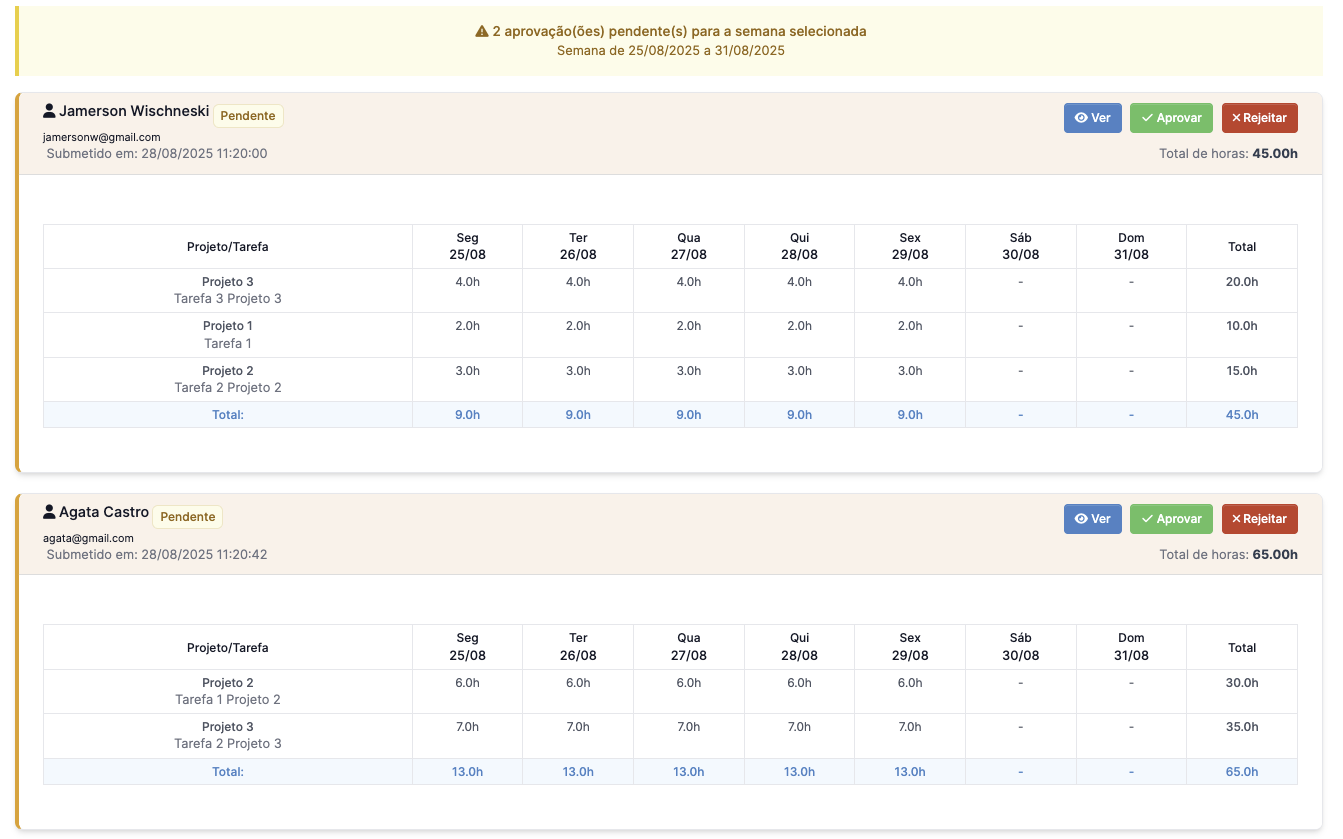 2 aprovação(ões) pendente(s) para a semana selecionada
Semana de 25/08/2025 a 31/08/2025
Jamerson Wischneski Pendente Ver Aprovar Rejeitar
jamersonw@gmail.com
Submetido em: 28/08/2025 11:20:00 Total de horas: 45.00h
Projeto/Tarefa Seg 25/08 Ter 26/08 Qua 27/08 Qui 28/08 Sex 29/08 Sáb 30/08 Dom 31/08 Total
Projeto 3 4.0h 4.0h 4.0h 4.0h 4.0h - - 20.0h
Tarefa 3 Projeto 3
Projeto 1 2.0h 2.0h 2.0h 2.0h 2.0h - - 10.0h
Tarefa 1
Projeto 2 3.0h 3.0h 3.0h 3.0h 3.0h - - 15.0h
Tarefa 2 Projeto 2
Total: 9.0h 9.0h 9.0h 9.0h 9.0h - - 45.0h
Agata Castro Pendente Ver Aprovar Rejeitar
agata@gmail.com
Submetido em: 28/08/2025 11:20:42 Total de horas: 65.00h
Projeto/Tarefa Seg 25/08 Ter 26/08 Qua 27/08 Qui 28/08 Sex 29/08 Sáb 30/08 Dom 31/08 Total
Projeto 2 6.0h 6.0h 6.0h 6.0h 6.0h - - 30.0h
Tarefa 1 Projeto 2
Projeto 3 7.0h 7.0h 7.0h 7.0h 7.0h - - 35.0h
Tarefa 2 Projeto 3
Total: 13.0h 13.0h 13.0h 13.0h 13.0h - - 65.0h